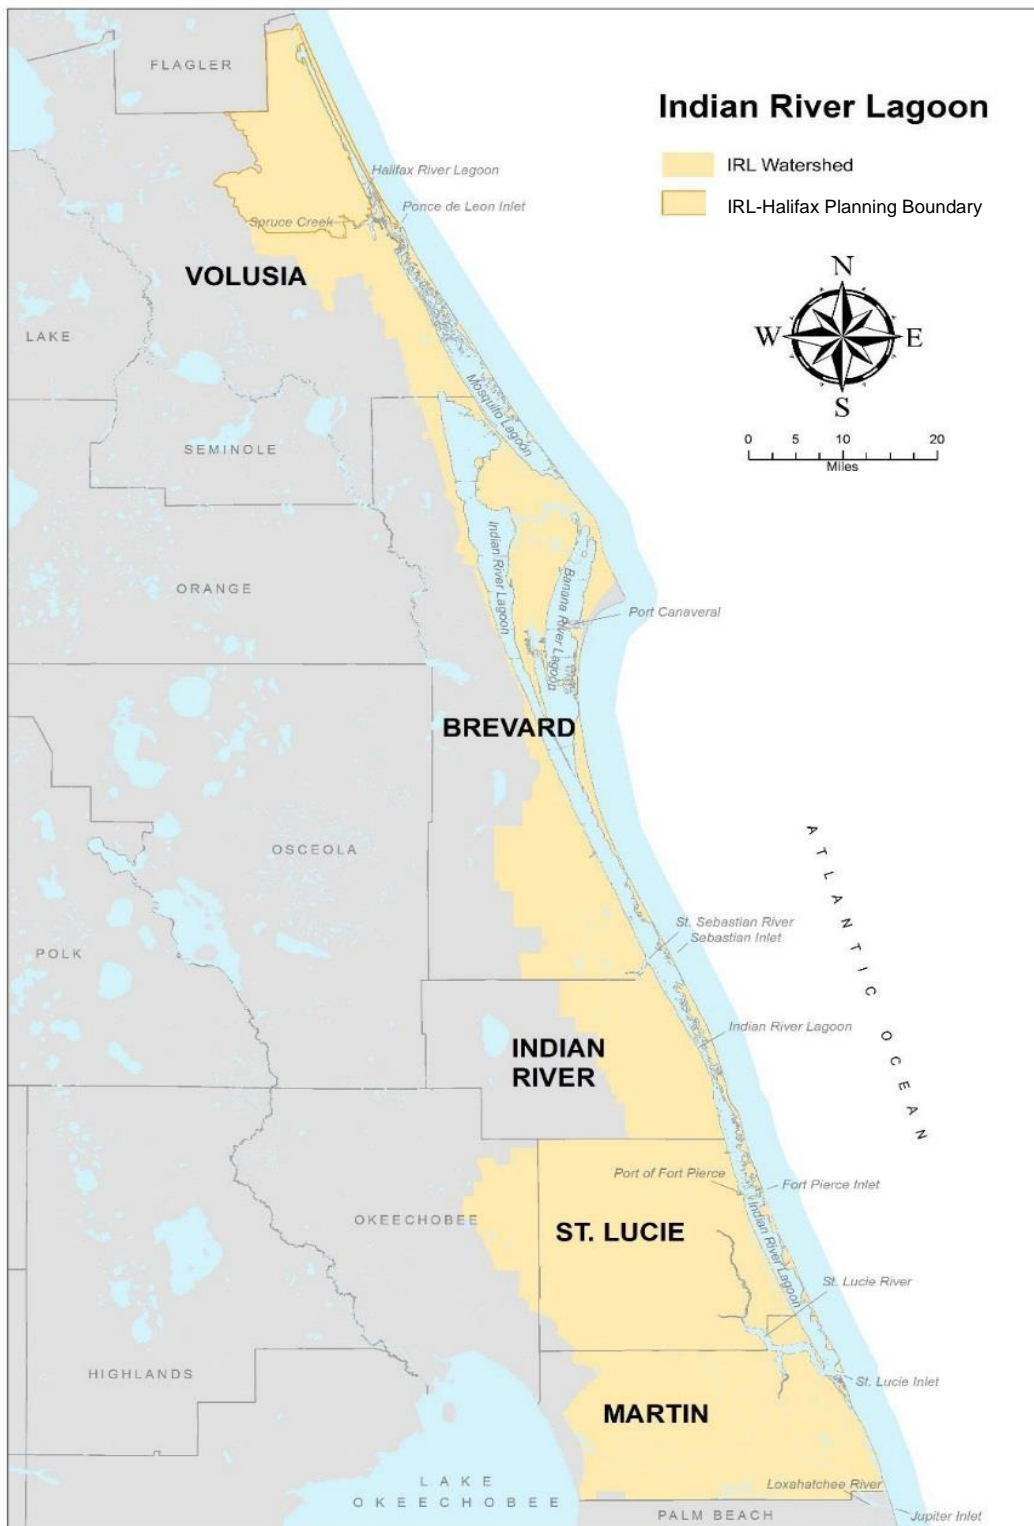 Indian River Lagoon
IRL Watershed
IRL-Halifax Planning Boundary
N
W
E
S
0 5 10 20
Miles
FLAGLER
Halifax River Lagoon
Ponce de Leon Inlet
Spruce Creek
VOLUSIA
LAKE
Mosquito Lagoon
SEMINOLE
Indian River Lagoon
Banana River Lagoon
ORANGE
Port Canaveral
BREVARD
OSCEOLA
ATLANTIC OCEAN
St. Sebastian River
Sebastian Inlet
POLK
Indian River Lagoon
INDIAN
RIVER
Port of Fort Pierce
Fort Pierce Inlet
OKEECHOBEE
ST. LUCIE
Indian River Lagoon
St. Lucie River
HIGHLANDS
St. Lucie Inlet
MARTIN
LAKE
OKEECHOBEE
Loxahatchee River
PALM BEACH
Jupiter Inlet